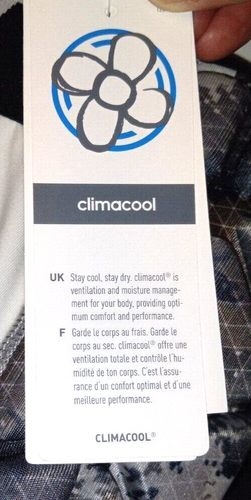 climacool
UK Stay cool, stay dry. climacool® is
ventilation and moisture manage-
ment for your body, providing opti-
mum comfort and performance.
F Garde le corps au frais. Garde le
corps au sec. climacool® offre une
ventilation totale et contrôle l'hu-
midité de ton corps. C'est l'assu-
rance d'un confort optimal et d'une
meilleure performance.
CLIMACOOL®